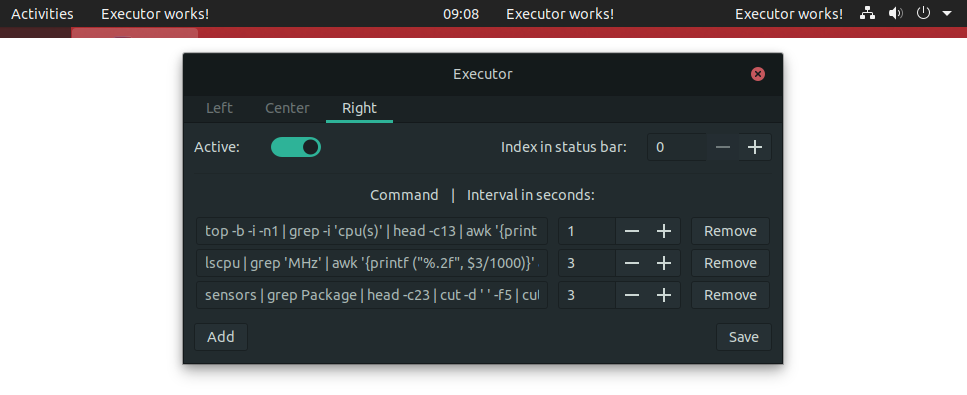 Activities Executor works! 09:08 Executor works! Executor works!
Executor
Left Center Right
Active: Index in status bar: 0
Command | Interval in seconds:
top -b -i -n1 | grep -i 'cpu(s)' | head -c13 | awk '{print 1 Remove
lscpu | grep 'MHz' | awk '{printf ("%.2f", $3/1000)}' 3 Remove
sensors | grep Package | head -c23 | cut -d ' ' -f5 | cut 3 Remove
Add Save